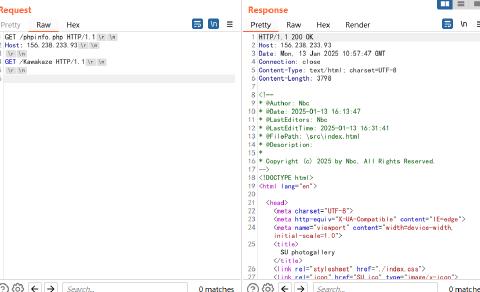 Request
Pretty
Raw
Hex
\n
GET /phpinfo.php HTTP/1.1 \r \n
Host: 156.238.233.93 \r \n
\r \n
GET /Kawakaze HTTP/1.1 \r \n
\r \n
Search...
0 matches
Response
Pretty
Raw
Hex
Render
\n
1 HTTP/1.1 200 OK
2 Host: 156.238.233.93
3 Date: Mon, 13 Jan 2025 10:57:47 GMT
4 Connection: close
5 Content-Type: text/html; charset=UTF-8
6 Content-Length: 3798
7
8 <!--
9 * @Author: Nbc
10 * @Date: 2025-01-13 16:13:47
11 * @LastEditors: Nbc
12 * @LastEditTime: 2025-01-13 16:31:41
13 * @FilePath: \src\index.html
14 * @Description:
15 *
16 * Copyright (c) 2025 by Nbc, All Rights Reserved.
17 -->
18 <!DOCTYPE html>
19 <html lang="en">
20
21 <head>
22 <meta charset="UTF-8">
23 <meta http-equiv="X-UA-Compatible" content="IE=edge">
24 <meta name="viewport" content="width=device-width,
initial-scale=1.0">
25 <title>
SU photogallery
</title>
26 <link rel="stylesheet" href="./index.css">
27 <link rel="icon" href="SU.ico" type="image/x-icon">
Search...
0 matches